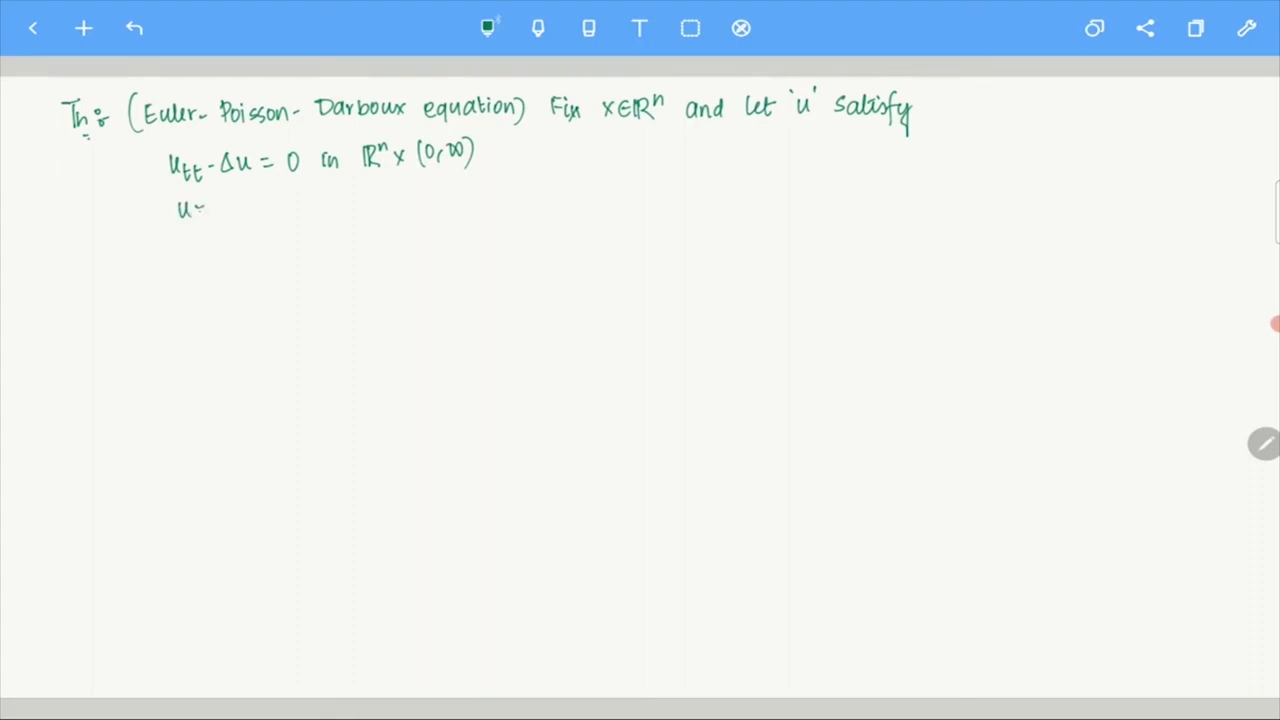 Th: (Euler-Poisson-Darboux equation) Fix x∈ℝⁿ and let 'u' satisfy
u_tt - Δu = 0 in ℝⁿ × (0,∞)
u=